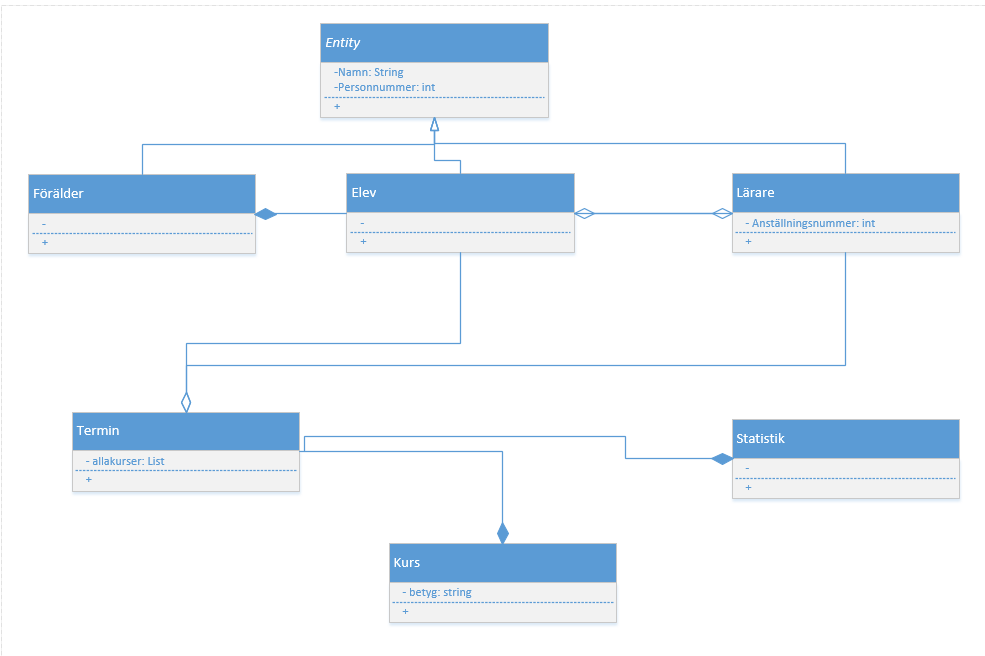 Entity
-Namn: String
-Personnummer: int
+
Förälder
-
+
Elev
-
+
Lärare
- Anställningsnummer: int
+
Termin
- allakurser: List
+
Statistik
-
+
Kurs
- betyg: string
+